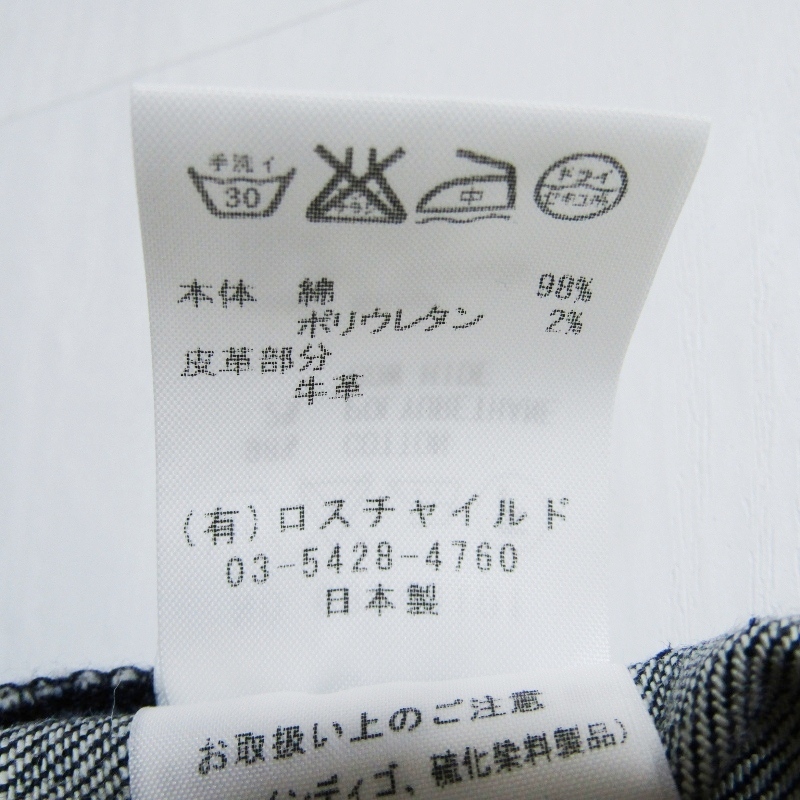 手洗イ 30 中 ドライ セキユ系
本体 綿 98%
ポリウレタン 2%
皮革部分
牛革
(有)ロスチャイルド
03-5428-4760
日本製
お取扱い上のご注意
インディゴ、硫化染料製品)